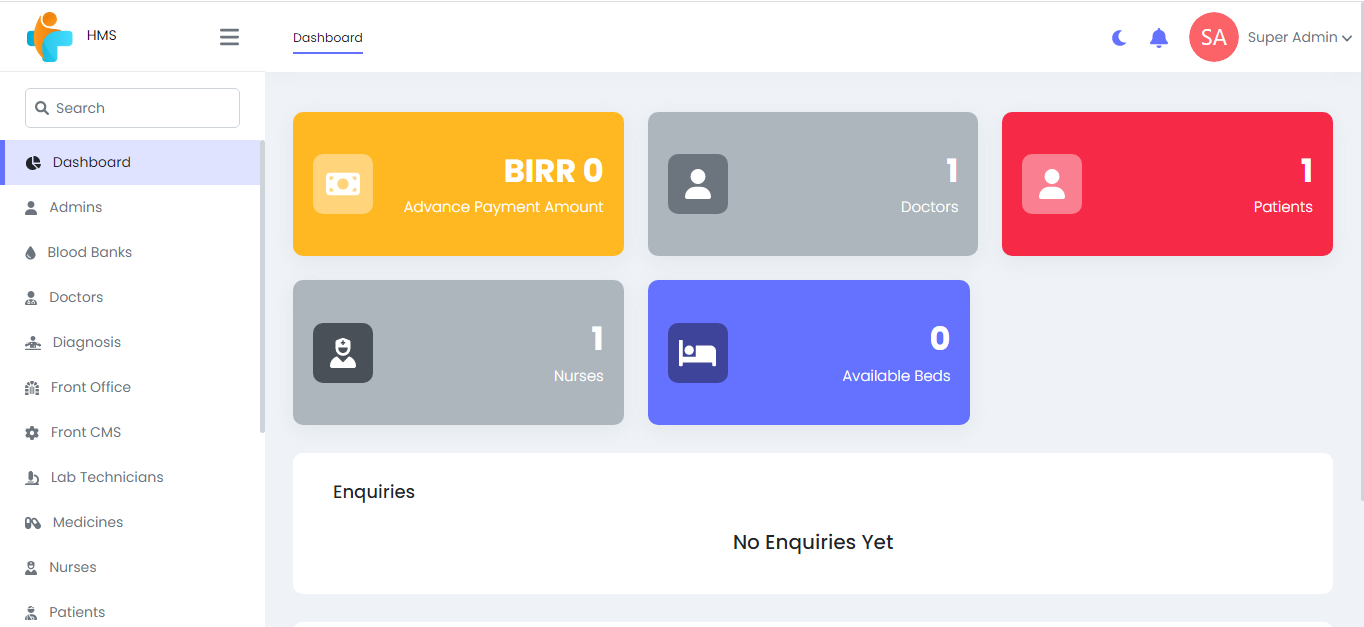 HMS
Dashboard
SA
Super Admin
Search
Dashboard
Admins
Blood Banks
Doctors
Diagnosis
Front Office
Front CMS
Lab Technicians
Medicines
Nurses
Patients
BIRR 0
Advance Payment Amount
1
Doctors
1
Patients
1
Nurses
0
Available Beds
Enquiries
No Enquiries Yet